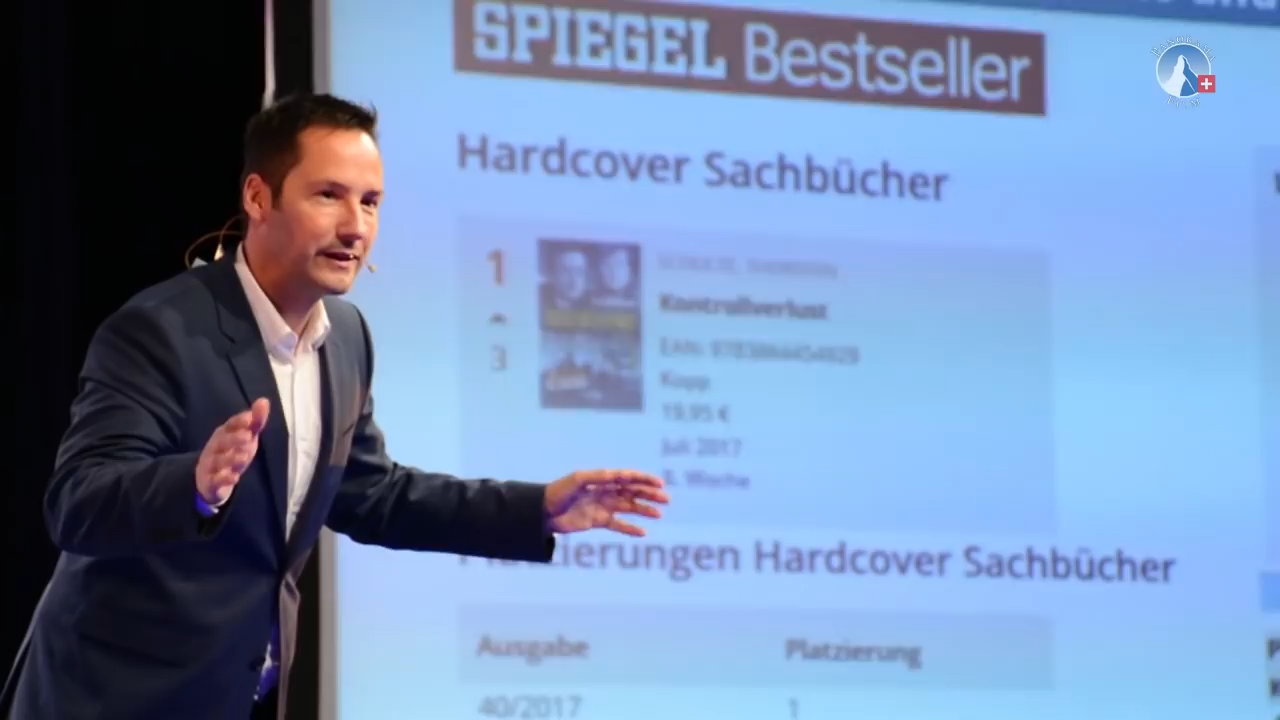 SPIEGEL Bestseller
Hardcover Sachbücher
1
Kontrollverlust
3
Kopp
19,95 €
Juli 2017
Woche
Hardcover Sachbücher
Ausgabe Platzierung
40/2017 1